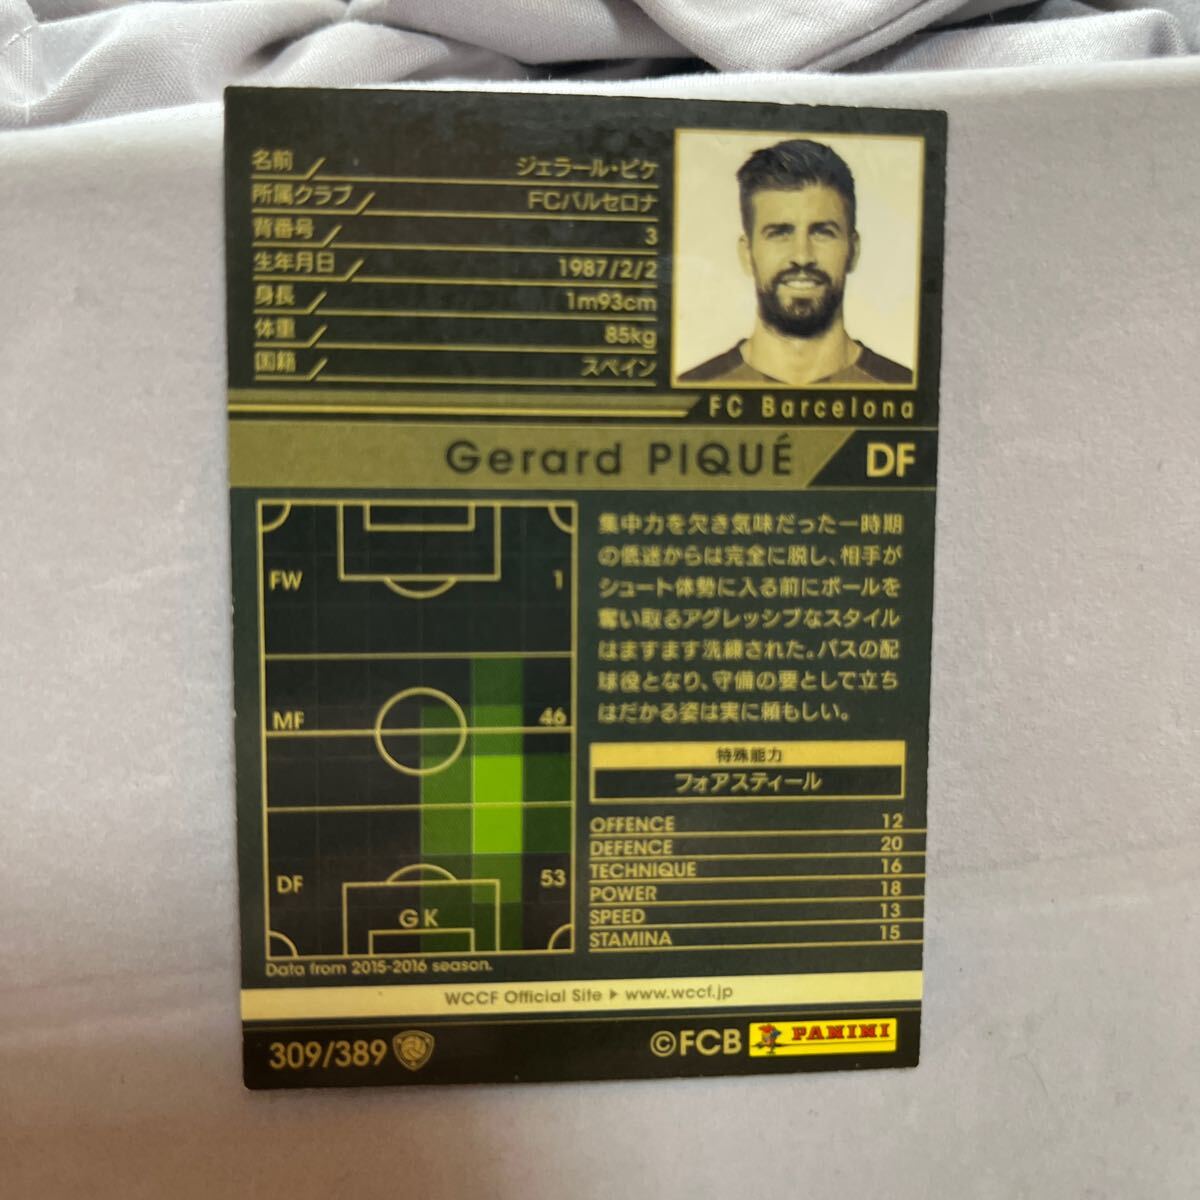 名前 ジェラール・ピケ
所属クラブ FCバルセロナ
背番号 3
生年月日 1987/2/2
身長 1m93cm
体重 85kg
国籍 スペイン
FC Barcelona
Gerard PIQUÉ DF
FW 1
MF 46
DF 53
GK
Data from 2015-2016 season.
集中力を欠き気味だった一時期
の低迷からは完全に脱し、相手が
シュート体勢に入る前にボールを
奪い取るアグレッシブなスタイル
はますます洗練された。パスの配
球役となり、守備の要として立ち
はだかる姿は実に頼もしい。
特殊能力
フォアスティール
OFFENCE 12
DEFENCE 20
TECHNIQUE 16
POWER 18
SPEED 13
STAMINA 15
WCCF Official Site ▶ www.wccf.jp
309/389 ©FCB PANINI